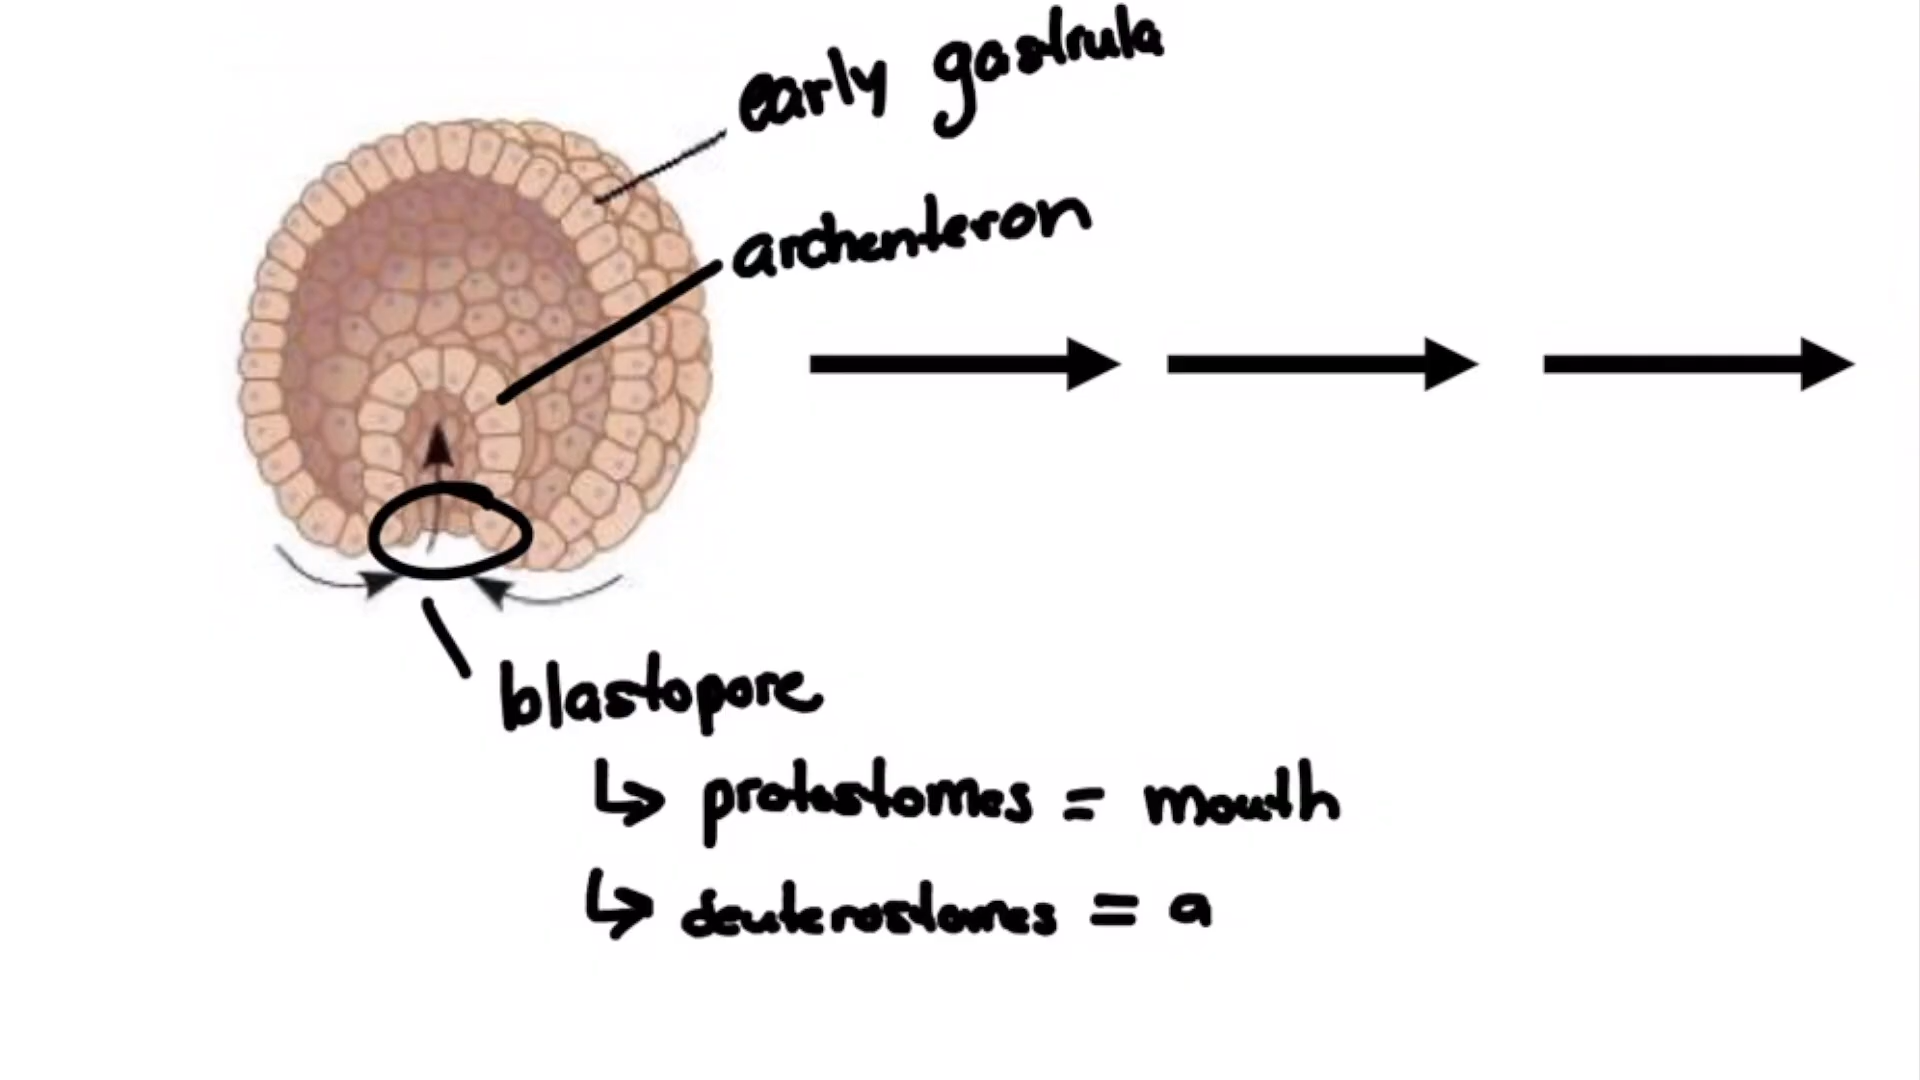 early gastrula
archenteron
blastopore
↳ protostomes = mouth
↳ deuterostomes = a